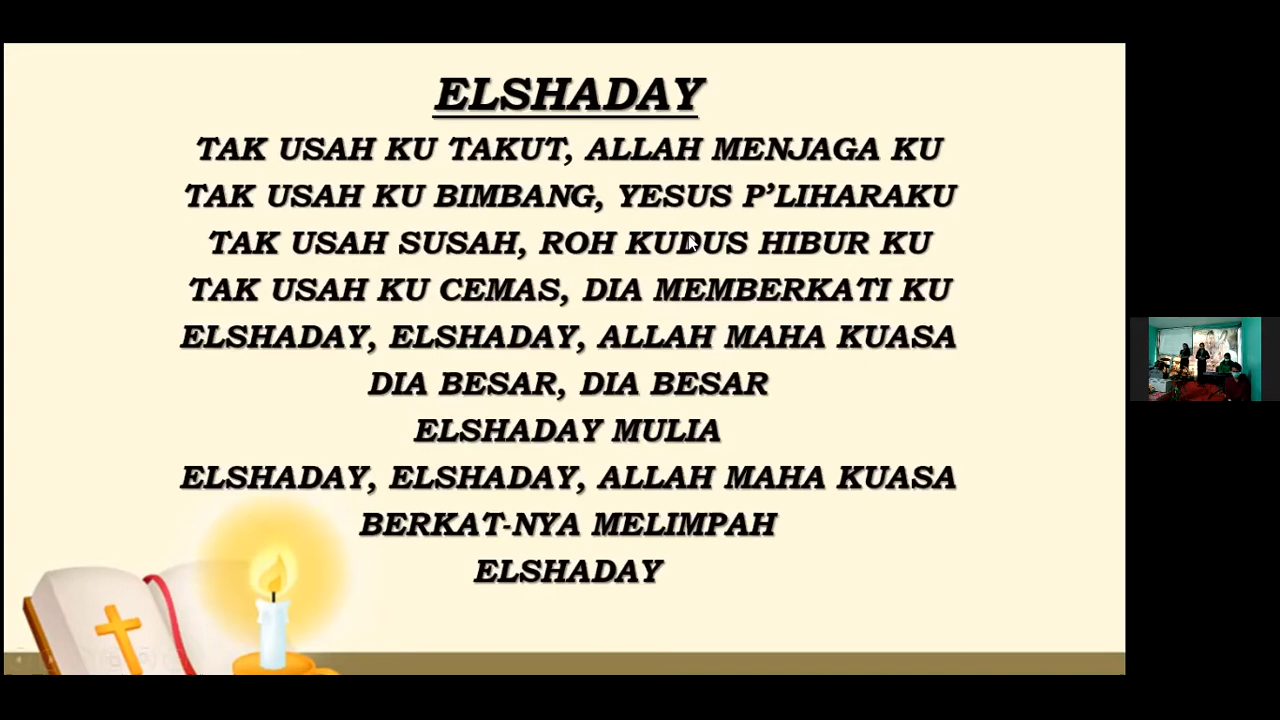 ELSHADAY
TAK USAH KU TAKUT, ALLAH MENJAGA KU
TAK USAH KU BIMBANG, YESUS P’LIHARAKU
TAK USAH SUSAH, ROH KUDUS HIBUR KU
TAK USAH KU CEMAS, DIA MEMBERKATI KU
ELSHADAY, ELSHADAY, ALLAH MAHA KUASA
DIA BESAR, DIA BESAR
ELSHADAY MULIA
ELSHADAY, ELSHADAY, ALLAH MAHA KUASA
BERKAT-NYA MELIMPAH
ELSHADAY